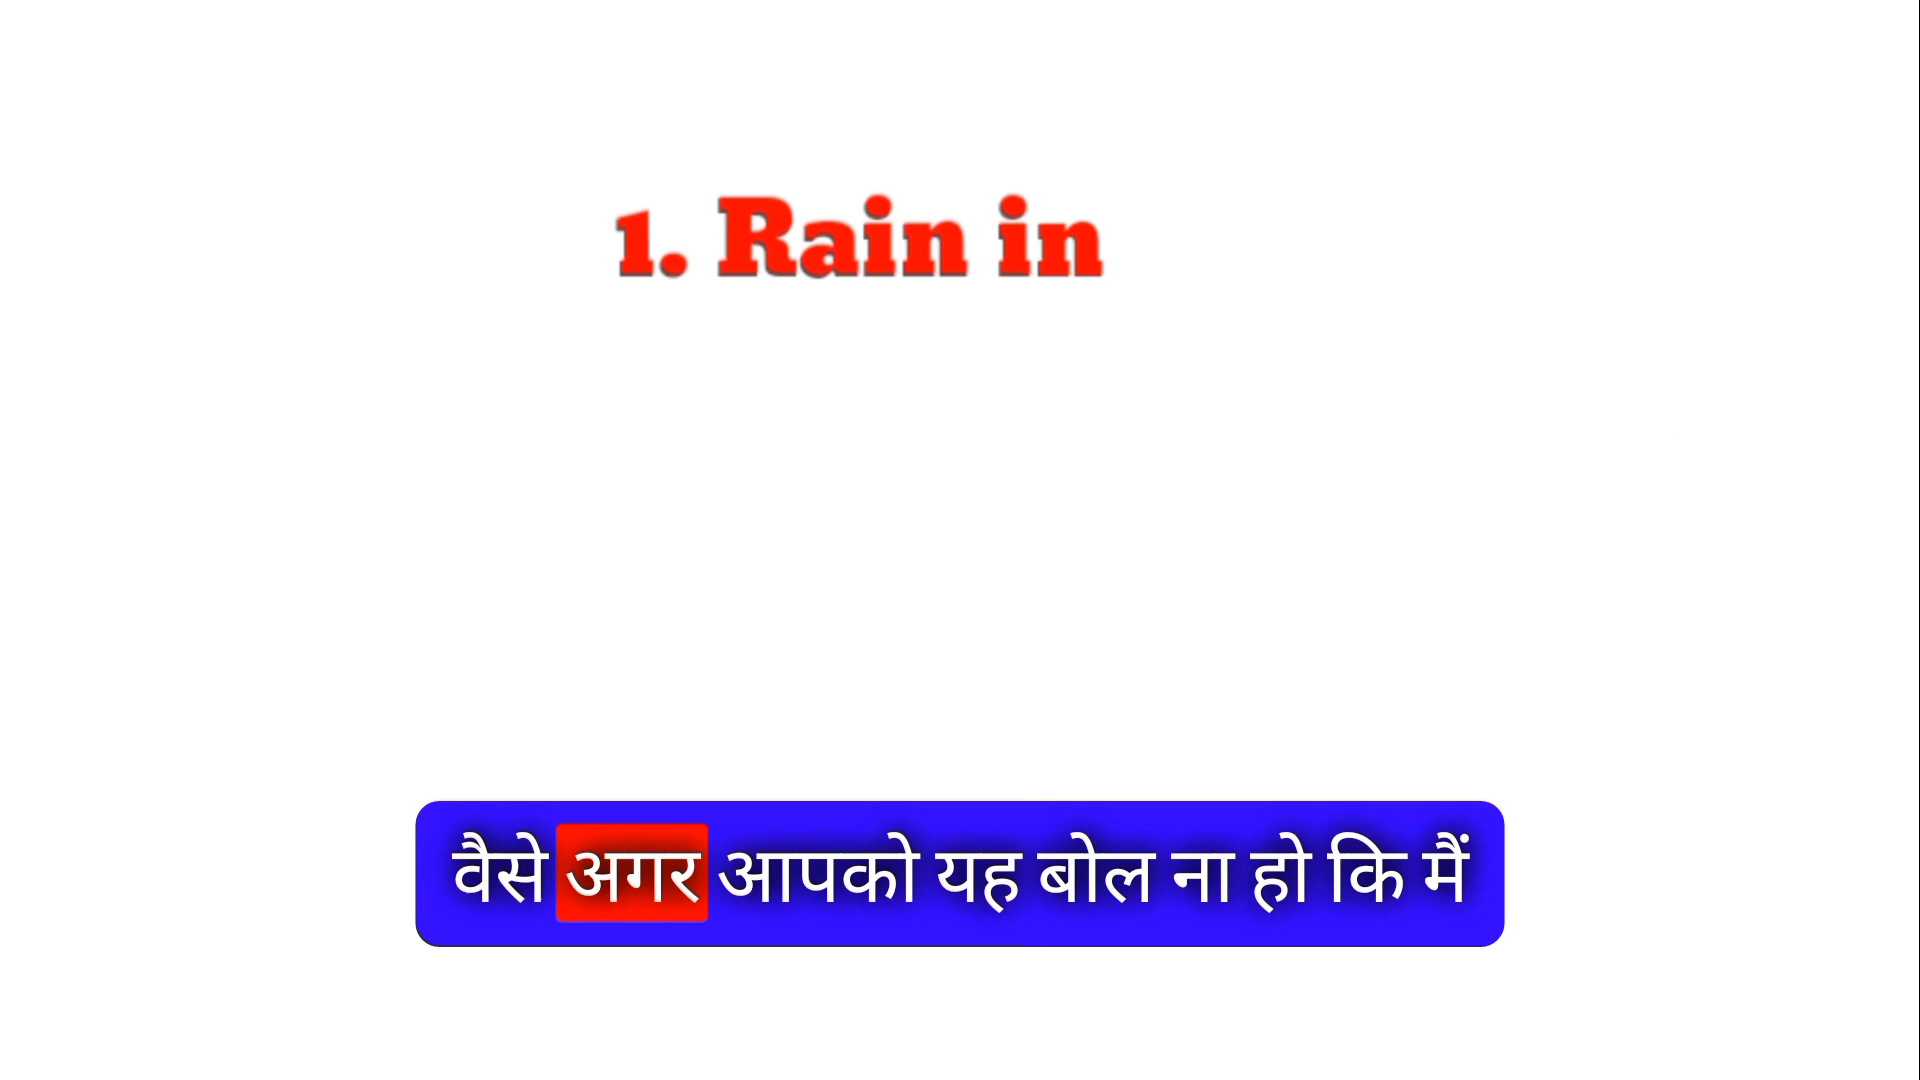 1. Rain in
वैसे अगर आपको यह बोल ना हो कि मैं